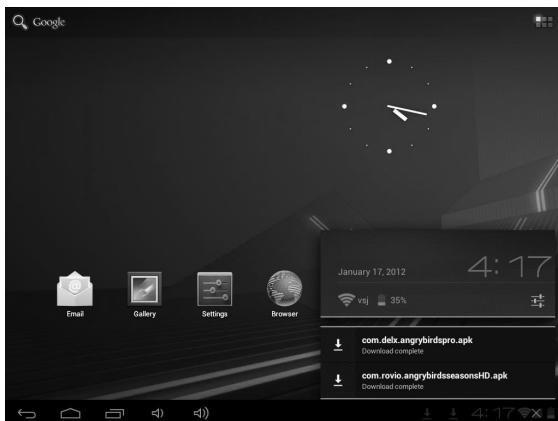 Google
Email
Gallery
Settings
Browser
January 17, 2012
4:17
vsj
35%
com.delx.angrybirdspro.apk
Download complete
com.rovio.angrybirdsseasonsHD.apk
Download complete
4:17